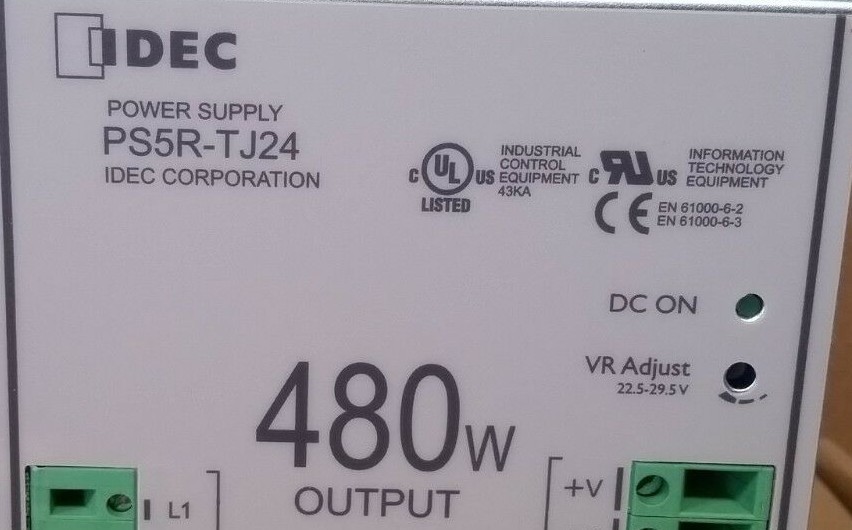 IDEC
POWER SUPPLY
PS5R-TJ24
IDEC CORPORATION
C UL US
LISTED
INDUSTRIAL
CONTROL
EQUIPMENT
43KA
C RU US
INFORMATION
TECHNOLOGY
EQUIPMENT
CE
EN 61000-6-2
EN 61000-6-3
DC ON
VR Adjust
22.5-29.5 V
480W
OUTPUT
L1
+V